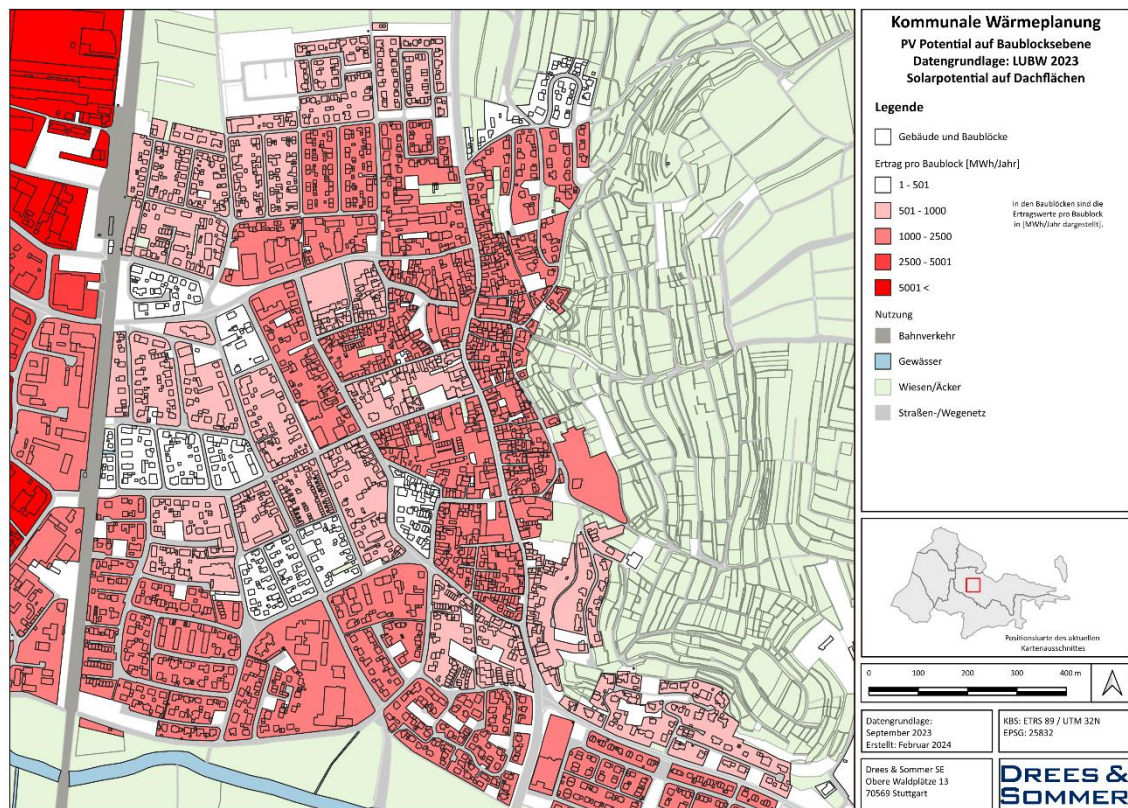 Kommunale Wärmeplanung
PV Potential auf Baublocksebene
Datengrundlage: LUBW 2023
Solarpotential auf Dachflächen
Legende
Gebäude und Baublöcke
Ertrag pro Baublock [MWh/Jahr]
1 - 501
501 - 1000
1000 - 2500
2500 - 5001
5001 <
In den Baublöcken sind die
Ertragswerte pro Baublock
in [MWh/Jahr dargestellt].
Nutzung
Bahnverkehr
Gewässer
Wiesen/Äcker
Straßen-/Wegenetz
Positionskarte des aktuellen
Kartenausschnittes
0 100 200 300 400 m
Datengrundlage:
September 2023
Erstellt: Februar 2024
KBS: ETRS 89 / UTM 32N
EPSG: 25832
Drees & Sommer SE
Obere Waldplätze 13
70569 Stuttgart
DREES &
SOMMER